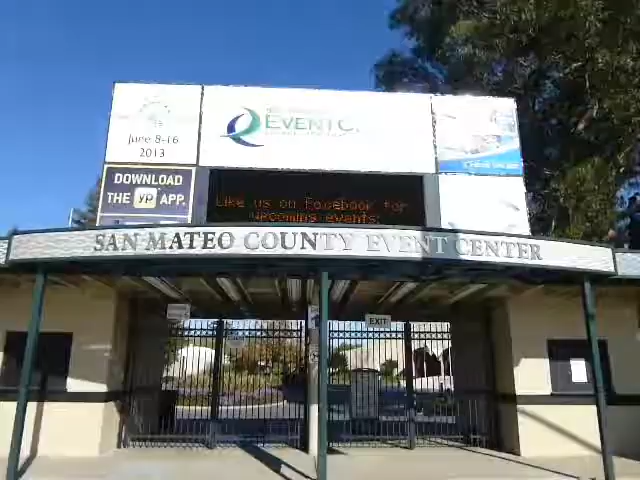 June 8-16
2013
EVENT C
DOWNLOAD
THE yp APP.
Like us on Facebook for
upcoming events
SAN MATEO COUNTY EVENT CENTER
EXIT